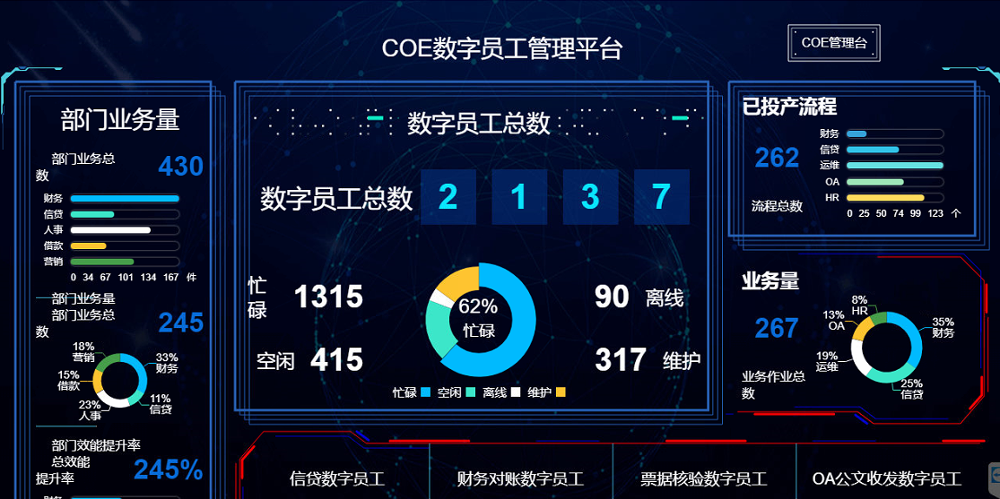 COE数字员工管理平台
COE管理台
部门业务量
部门业务总
数
430
财务
信贷
人事
借款
营销
0 34 67 101 134 167 件
部门业务量
部门业务总
数
245
18%
营销
33%
财务
15%
借款
11%
信贷
23%
人事
部门效能提升率
总效能
提升率
245%
数字员工总数
数字员工总数
2 1 3 7
忙
碌
1315
空闲
415
62%
忙碌
90
离线
317
维护
忙碌 空闲 离线 维护
已投产流程
262
流程总数
财务
信贷
运维
OA
HR
0 25 50 74 99 123 个
业务量
267
业务作业总
数
8%
HR
13%
OA
35%
财务
19%
运维
25%
信贷
信贷数字员工
财务对账数字员工
票据核验数字员工
OA公文收发数字员工